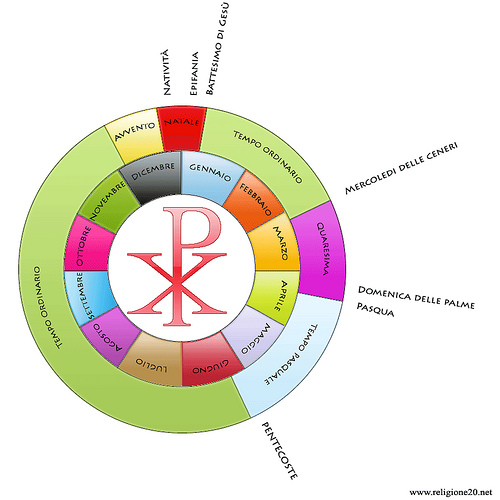 Natività
Epifania
Battesimo di Gesù
Mercoledì delle ceneri
Domenica delle palme
Pasqua
Pentecoste
Avvento
Natale
Tempo ordinario
Quaresima
Tempo pasquale
Tempo ordinario
Gennaio
Febbraio
Marzo
Aprile
Maggio
Giugno
Luglio
Agosto
Settembre
Ottobre
Novembre
Dicembre
www.religione20.net